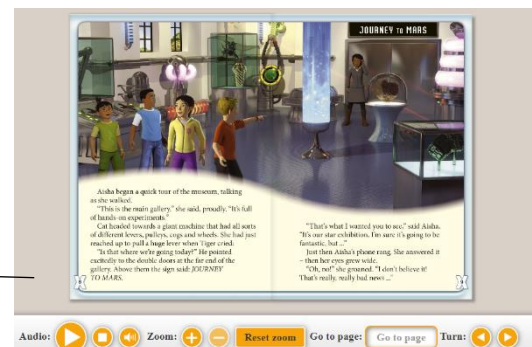 JOURNEY TO MARS
Aisha began a quick tour of the museum, talking
as she walked.
"This is the main gallery," she said, proudly. "It's full
of hands-on experiments."
Cat headed towards a giant machine that had all sorts
of different levers, pulleys, cogs and wheels. She had just
reached up to pull a huge lever when Tiger cried:
"Is that where we're going today?" He pointed
excitedly to the double doors at the far end of the
gallery. Above them the sign said: JOURNEY
TO MARS.
"That's what I wanted you to see," said Aisha.
"It's our star exhibition. I'm sure it's going to be
fantastic, but ..."
Just then Aisha's phone rang. She answered it
– then her eyes grew wide.
"Oh, no!" she groaned. "I don't believe it!
That's really, really bad news ..."
Audio: Zoom: Reset zoom Go to page: Go to page Turn: